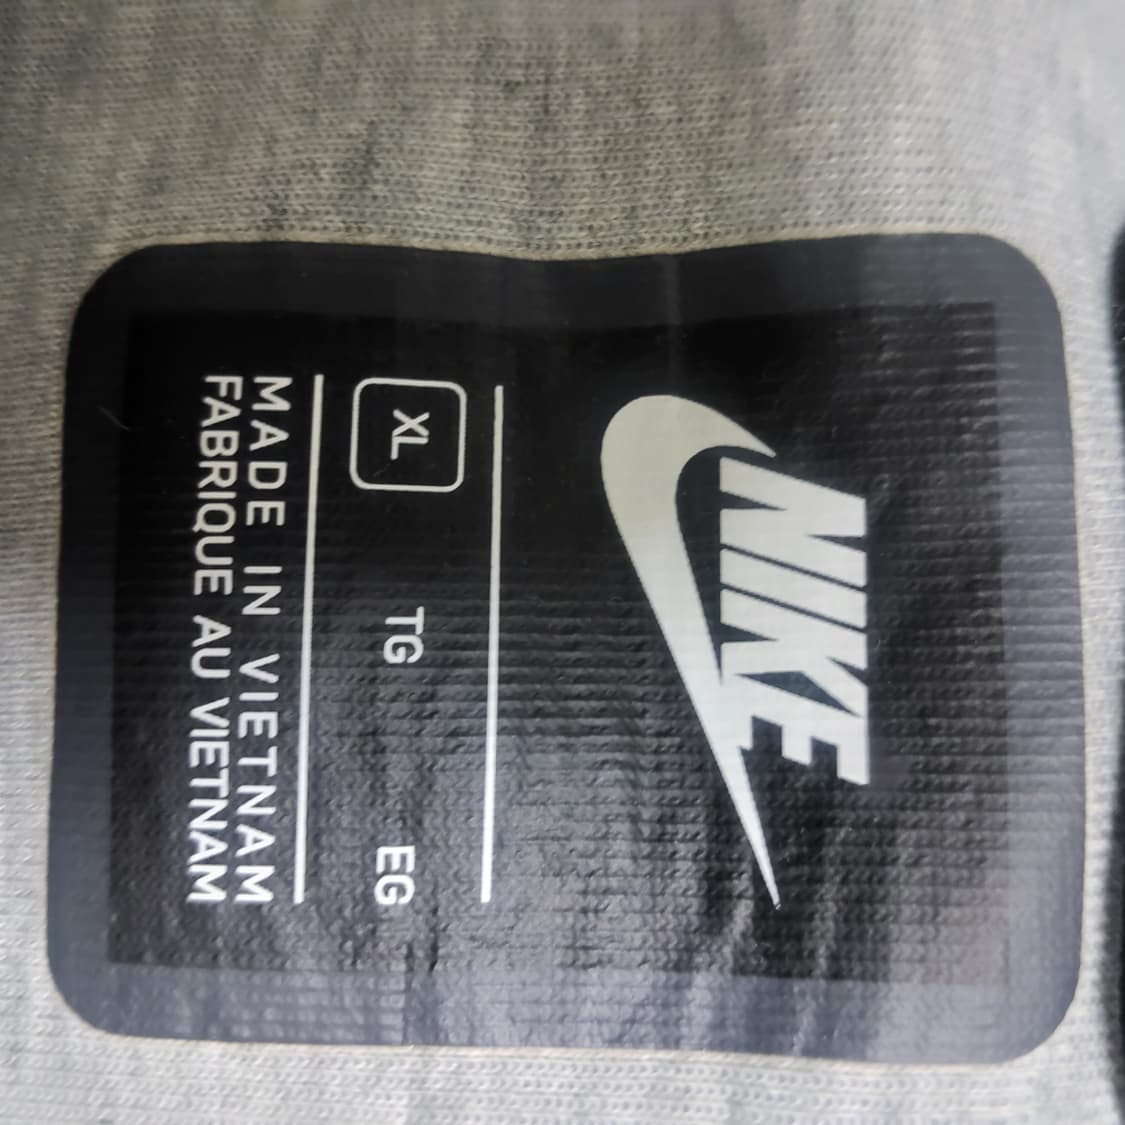 NIKE
XL TG EG
MADE IN VIETNAM
FABRIQUE AU VIETNAM